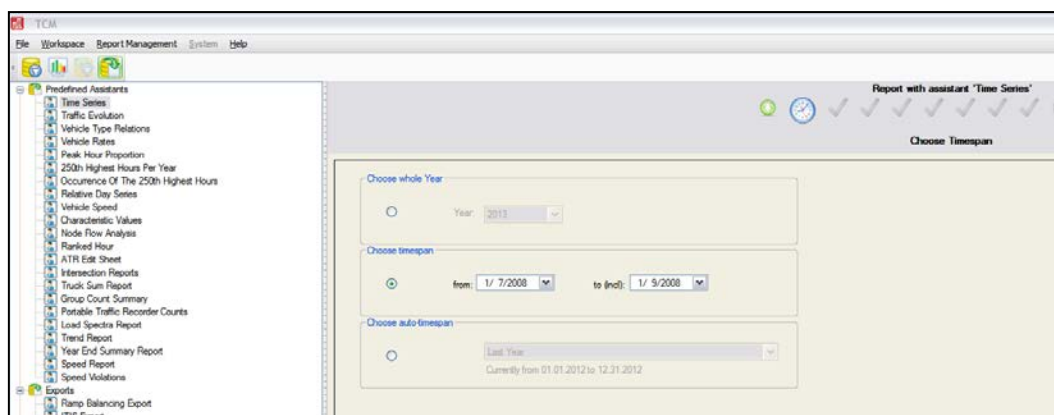 TCM
File Workspace Report Management System Help
Predefined Assistants
Time Series
Traffic Evolution
Vehicle Type Relations
Vehicle Rates
Peak Hour Proportion
250th Highest Hours Per Year
Occurrence Of The 250th Highest Hours
Relative Day Series
Vehicle Speed
Characteristic Values
Node Flow Analysis
Ranked Hour
ATR Edit Sheet
Intersection Reports
Truck Sum Report
Group Count Summary
Portable Traffic Recorder Counts
Load Spectra Report
Trend Report
Year End Summary Report
Speed Report
Speed Violations
Exports
Ramp Balancing Export
Report with assistant 'Time Series'
Choose Timespan
Choose whole Year
Year: 2013
Choose timespan
from: 1/ 7/2008 to (incl): 1/ 9/2008
Choose auto-timespan
Last Year
Currently from 01.01.2012 to 12.31.2012